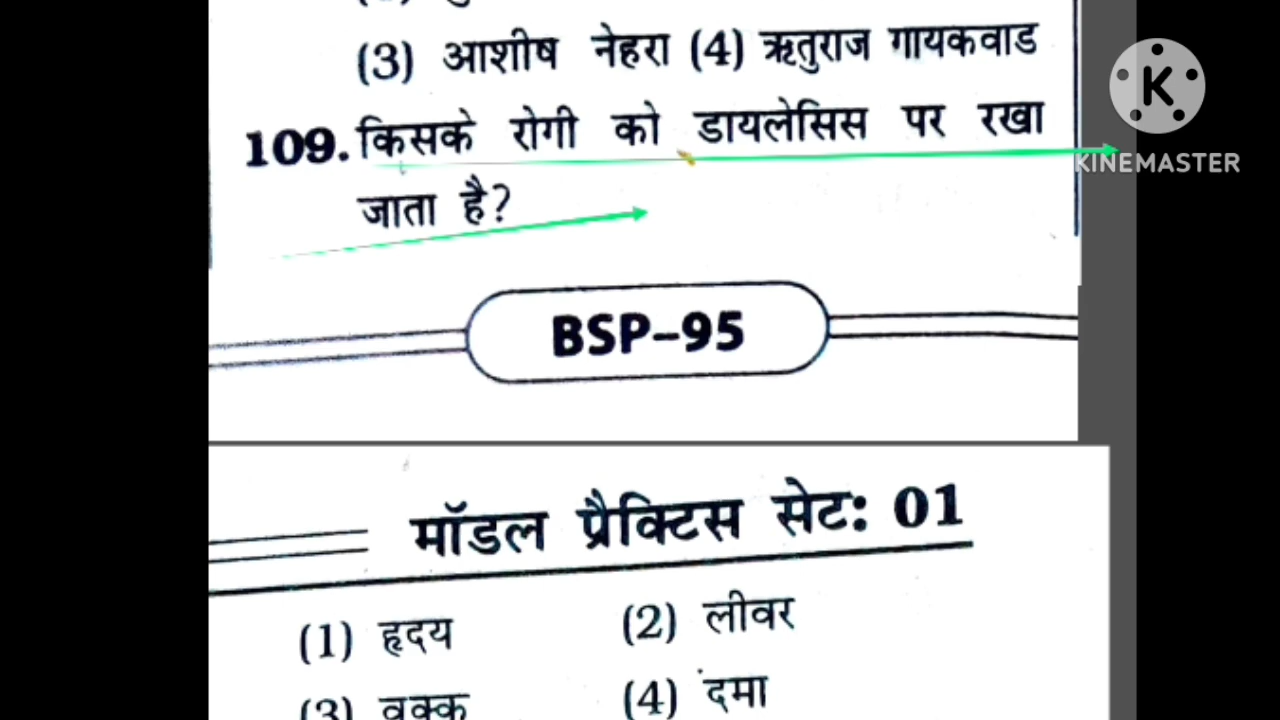 (3) आशीष नेहरा (4) ऋतुराज गायकवाड
109. किसके रोगी को डायलेसिस पर रखा
जाता है?
K
KINEMASTER
BSP-95
मॉडल प्रैक्टिस सेट: 01
(1) हृदय (2) लीवर
(3) वृक्क (4) दमा